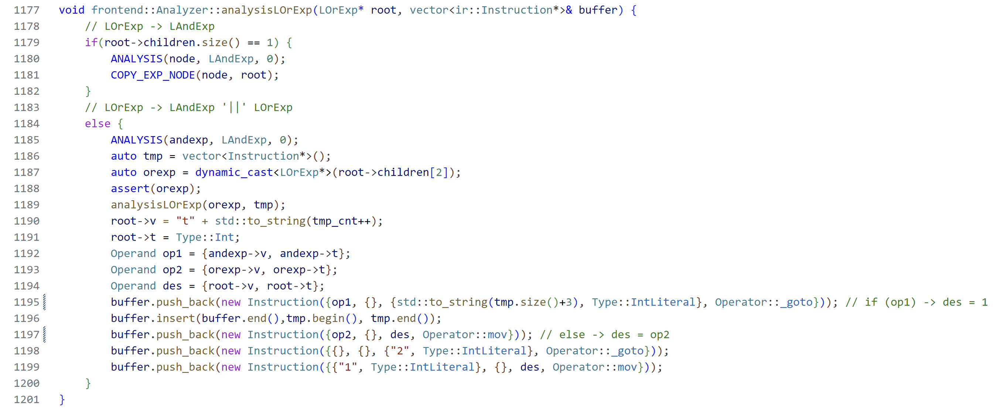 1177 void frontend::Analyzer::analysisLOrExp(LOrExp* root, vector<ir::Instruction*>& buffer) {
1178     // LOrExp -> LAndExp
1179     if(root->children.size() == 1) {
1180         ANALYSIS(node, LAndExp, 0);
1181         COPY_EXP_NODE(node, root);
1182     }
1183     // LOrExp -> LAndExp '||' LOrExp
1184     else {
1185         ANALYSIS(andexp, LAndExp, 0);
1186         auto tmp = vector<Instruction*>();
1187         auto orexp = dynamic_cast<LOrExp*>(root->children[2]);
1188         assert(orexp);
1189         analysisLOrExp(orexp, tmp);
1190         root->v = "t" + std::to_string(tmp_cnt++);
1191         root->t = Type::Int;
1192         Operand op1 = {andexp->v, andexp->t};
1193         Operand op2 = {orexp->v, orexp->t};
1194         Operand des = {root->v, root->t};
1195         buffer.push_back(new Instruction({op1, {}, {std::to_string(tmp.size()+3), Type::IntLiteral}, Operator::_goto})); // if (op1) -> des = 1
1196         buffer.insert(buffer.end(),tmp.begin(), tmp.end());
1197         buffer.push_back(new Instruction({op2, {}, des, Operator::mov})); // else -> des = op2
1198         buffer.push_back(new Instruction({{}, {}, {"2", Type::IntLiteral}, Operator::_goto}));
1199         buffer.push_back(new Instruction({{"1", Type::IntLiteral}, {}, des, Operator::mov}));
1200     }
1201 }